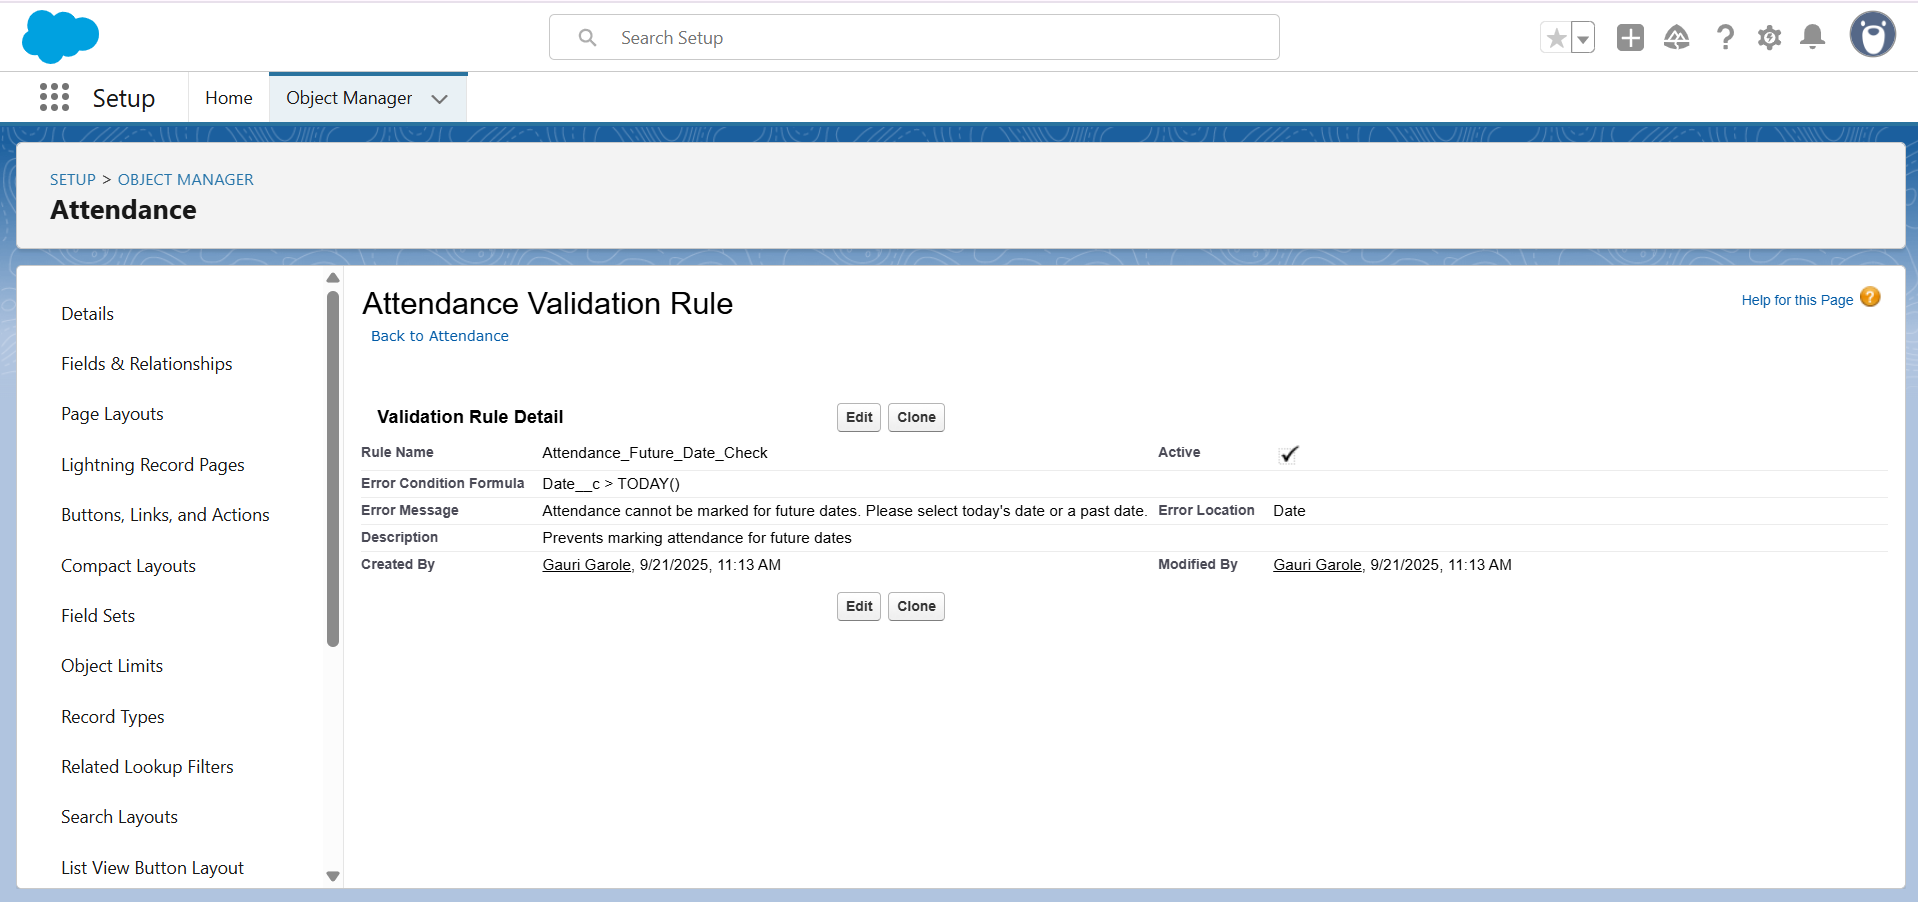 Search Setup
Setup
Home
Object Manager
SETUP > OBJECT MANAGER
Attendance
Details
Fields & Relationships
Page Layouts
Lightning Record Pages
Buttons, Links, and Actions
Compact Layouts
Field Sets
Object Limits
Record Types
Related Lookup Filters
Search Layouts
List View Button Layout
Attendance Validation Rule
Help for this Page ?
Back to Attendance
Validation Rule Detail
Edit Clone
Rule Name Attendance_Future_Date_Check Active
Error Condition Formula Date__c > TODAY()
Error Message Attendance cannot be marked for future dates. Please select today's date or a past date. Error Location Date
Description Prevents marking attendance for future dates
Created By Gauri Garole, 9/21/2025, 11:13 AM Modified By Gauri Garole, 9/21/2025, 11:13 AM
Edit Clone